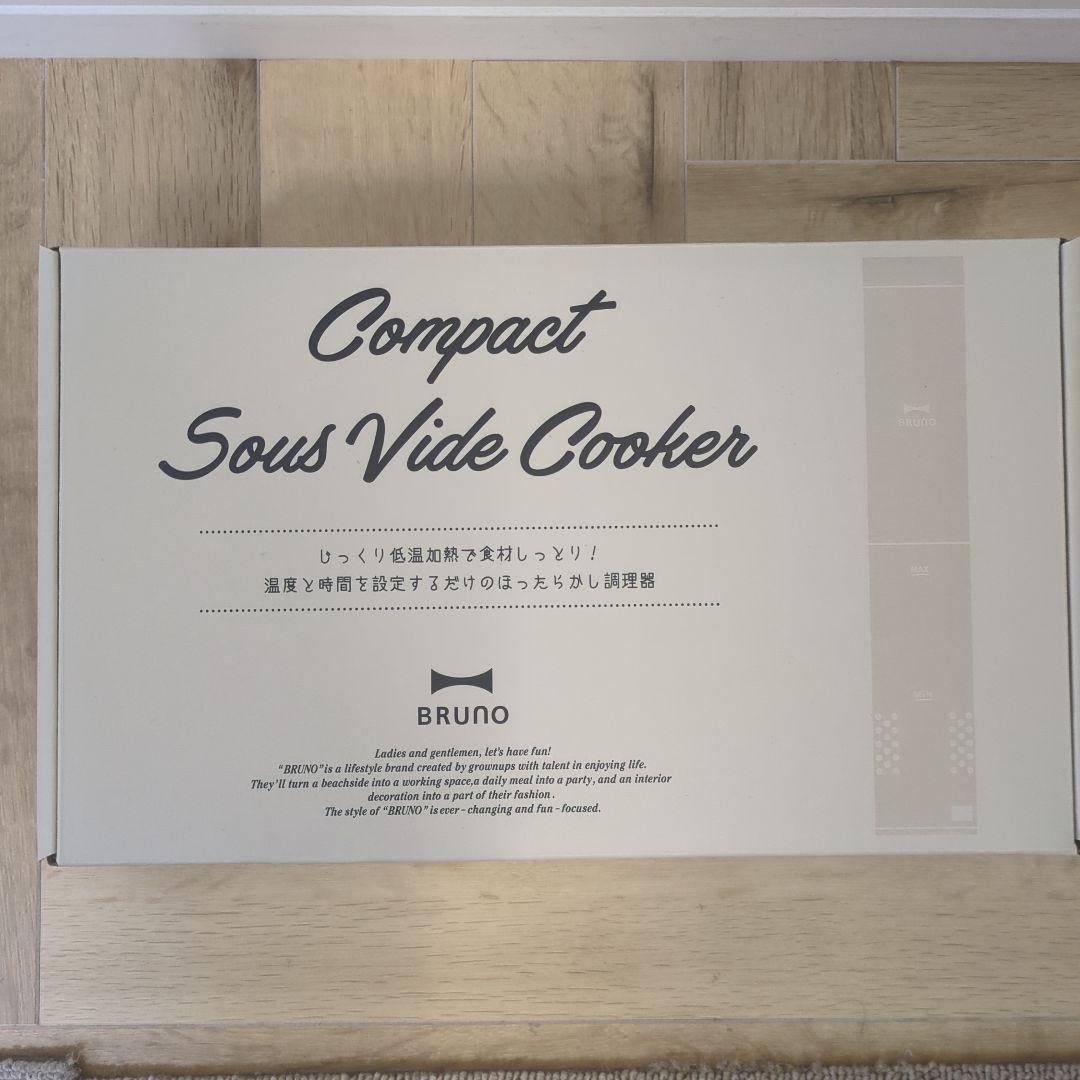 Compact
Sous Vide Cooker
じっくり低温加熱で食材しっとり！
温度と時間を設定するだけのほったらかし調理器
BRUNO
Ladies and gentlemen, let's have fun!
“BRUNO” is a lifestyle brand created by grownups with talent in enjoying life.
They'll turn a beachside into a working space,a daily meal into a party, and an interior
decoration into a part of their fashion.
The style of “BRUNO” is ever-changing and fun-focused.
BRUNO
MAX
MIN